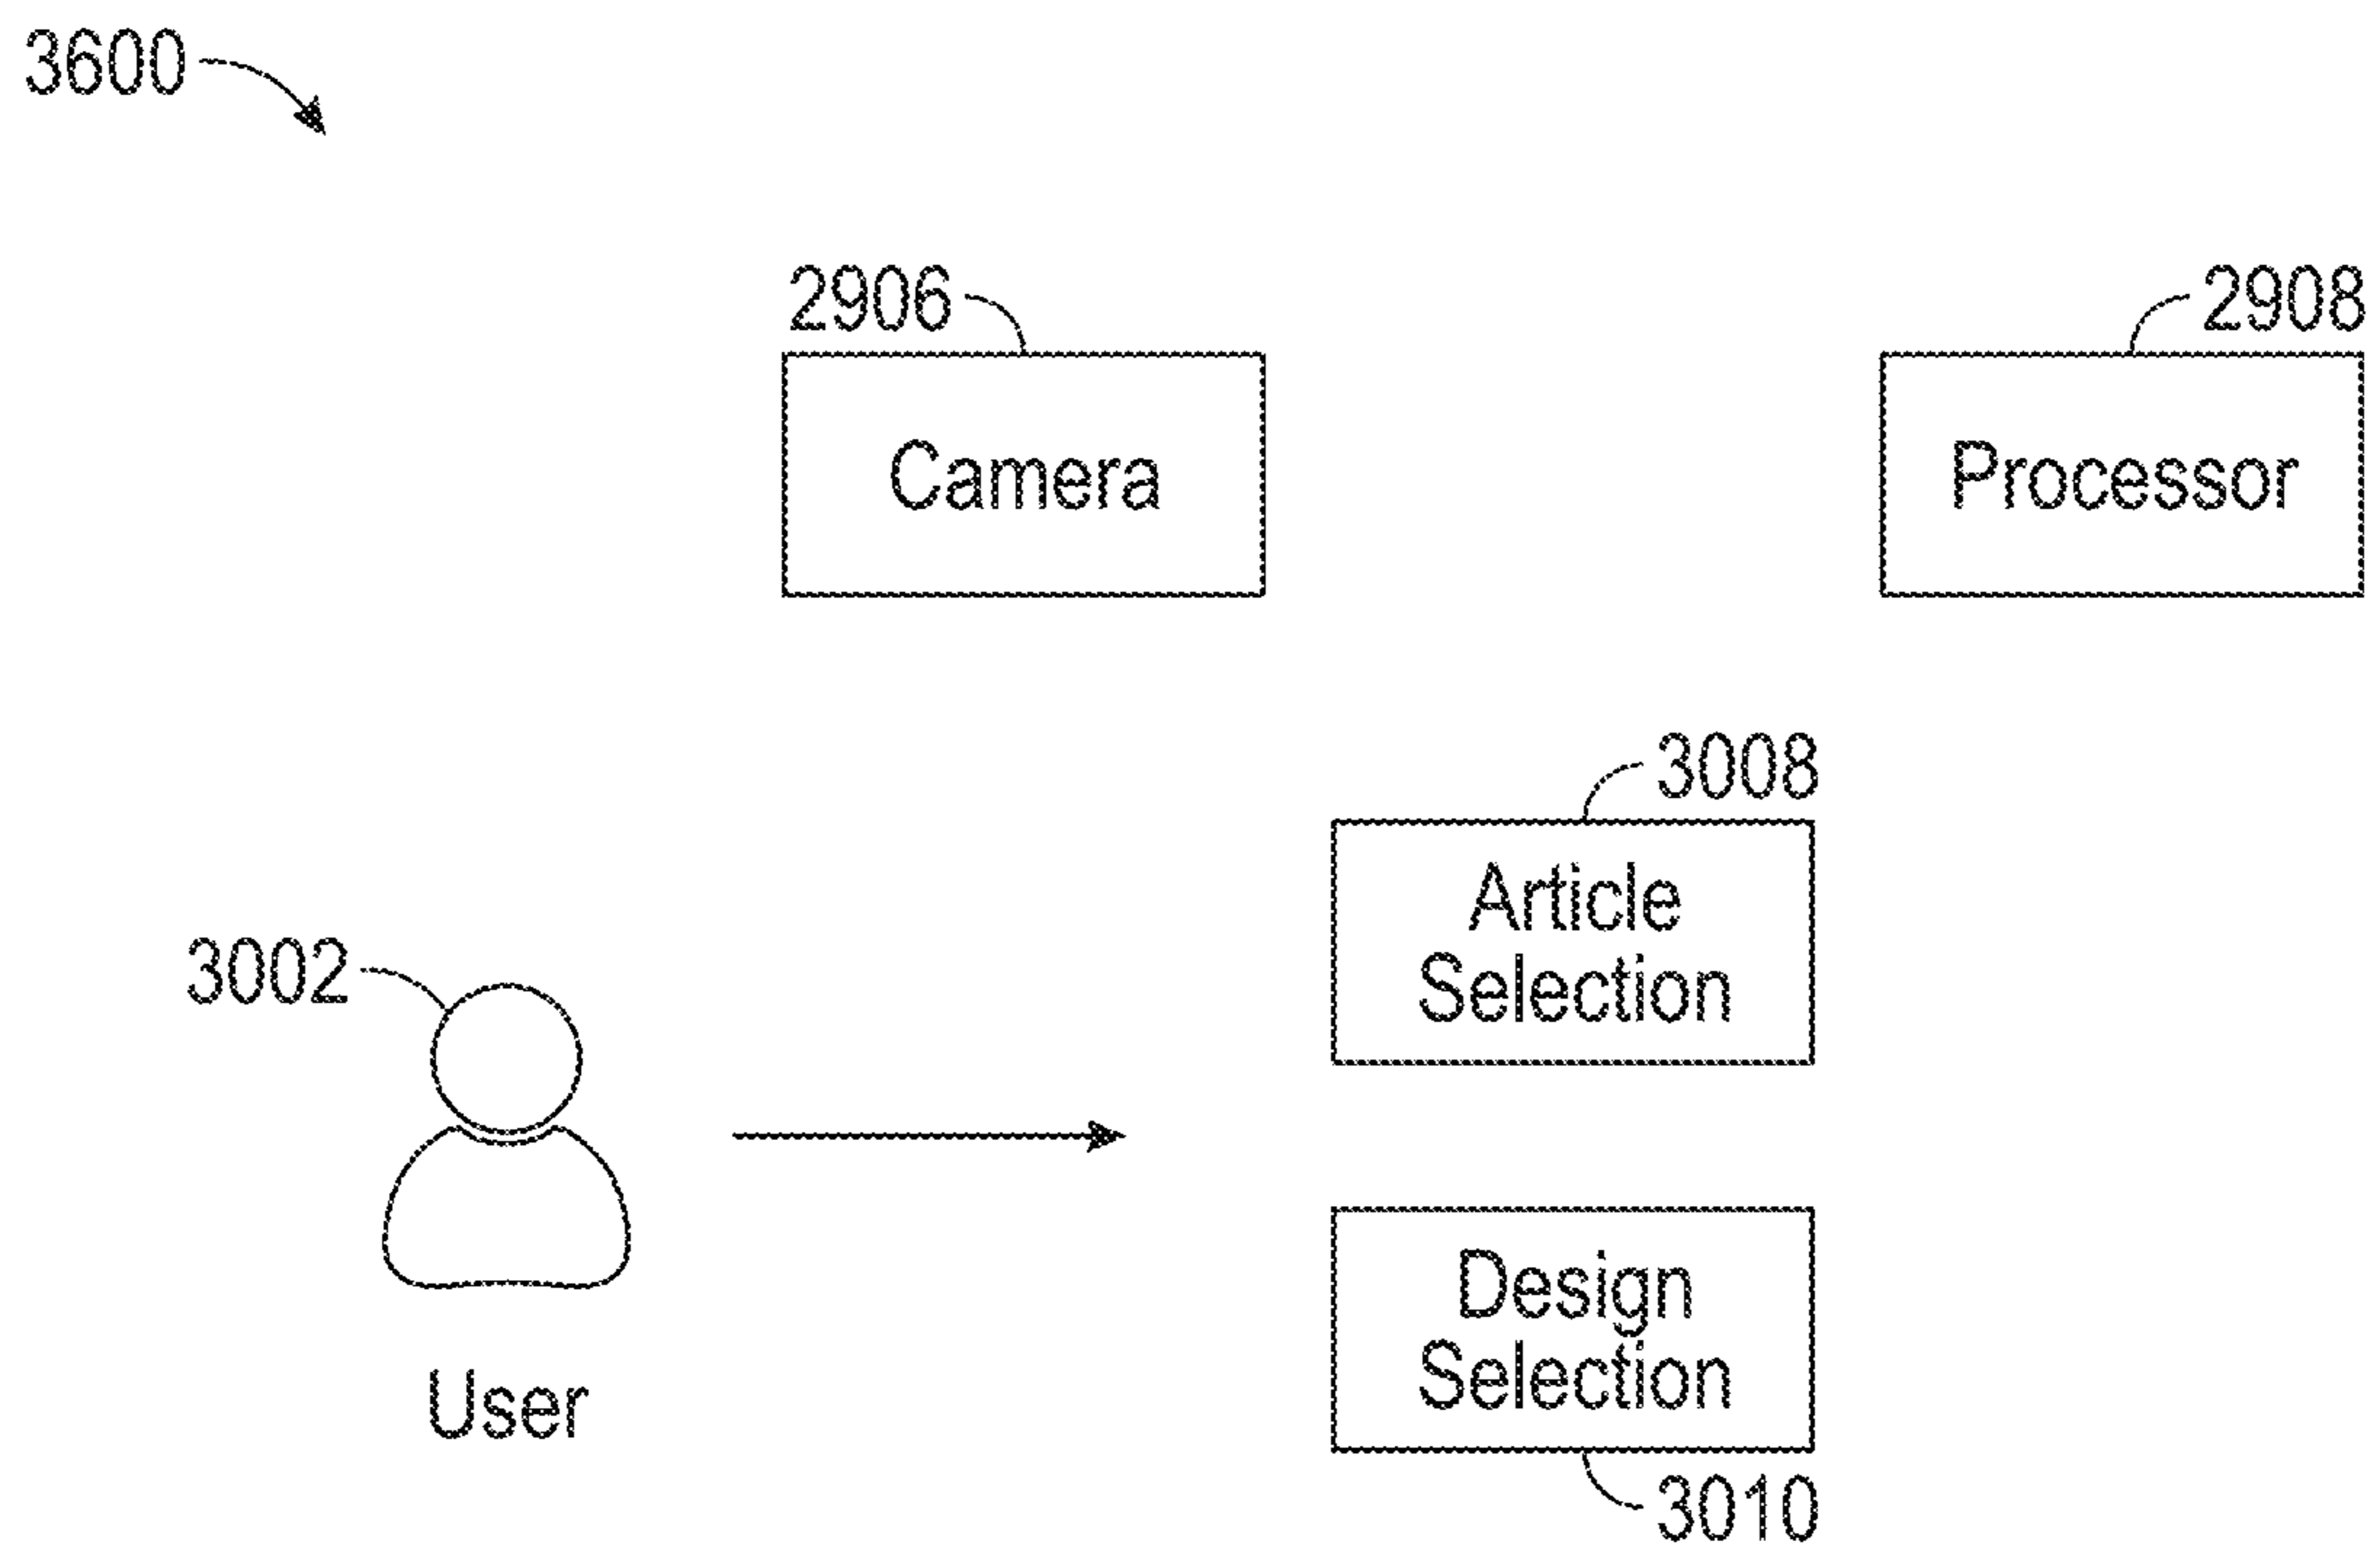 3600
2906
2908
Camera
Processor
3008
Article
Selection
3002
Design
Selection
User
3010